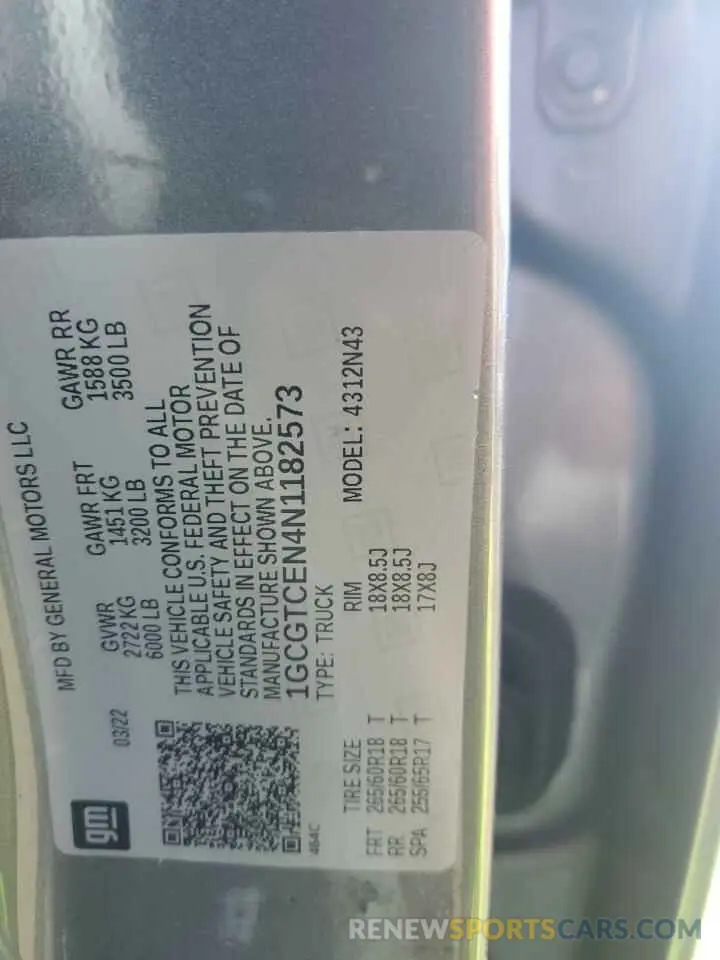 MFD BY GENERAL MOTORS LLC
gm
03/22
GVWR GAWR FRT GAWR RR
2722 KG 1451 KG 1588 KG
6000 LB 3200 LB 3500 LB
THIS VEHICLE CONFORMS TO ALL
APPLICABLE U.S. FEDERAL MOTOR
VEHICLE SAFETY AND THEFT PREVENTION
STANDARDS IN EFFECT ON THE DATE OF
MANUFACTURE SHOWN ABOVE.
1GCGTCEN4N1182573
464C
TYPE: TRUCK MODEL: 4312N43
TIRE SIZE RIM
FRT 265/60R18 T 18X8.5J
RR 265/60R18 T 18X8.5J
SPA 255/65R17 T 17X8J
RENEWSPORTSCARS.COM